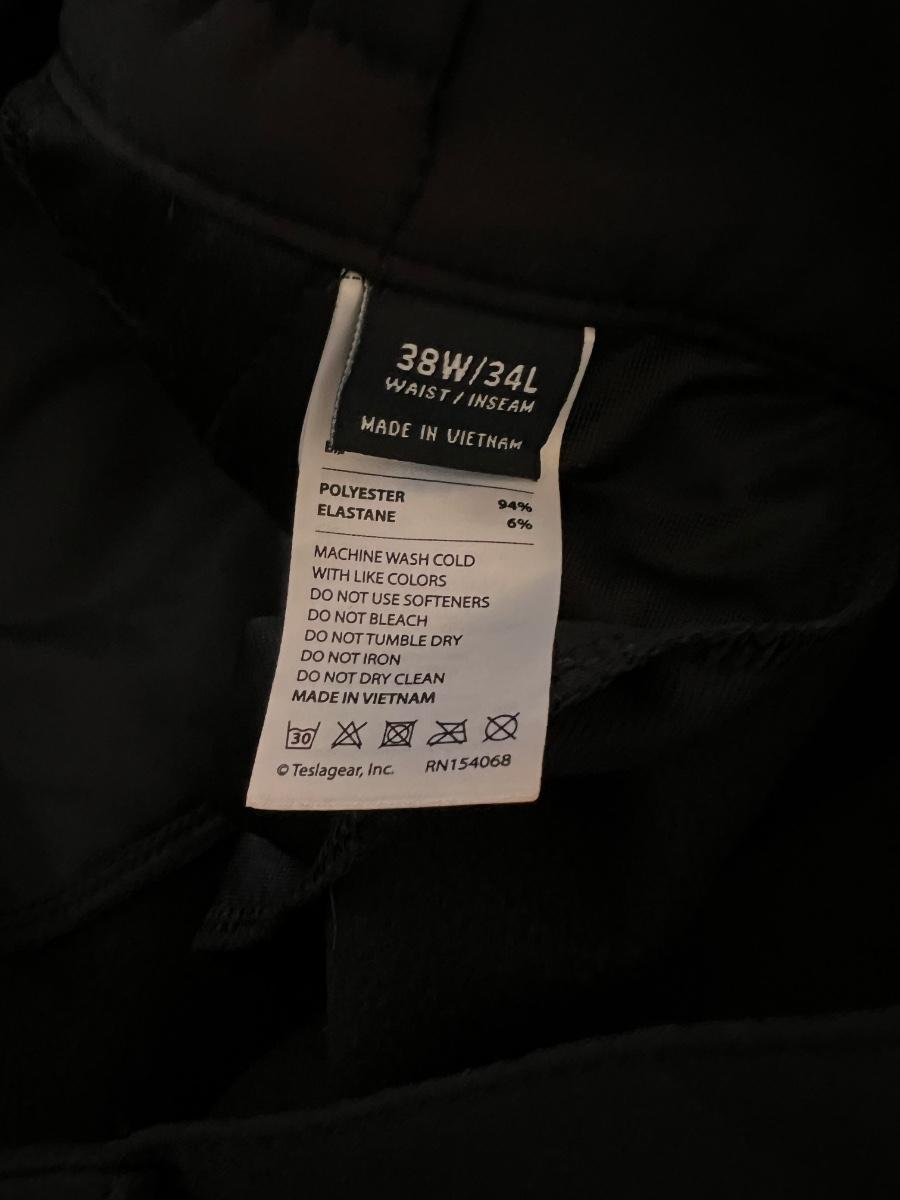 38W/34L
WAIST / INSEAM
MADE IN VIETNAM
POLYESTER 94%
ELASTANE 6%
MACHINE WASH COLD
WITH LIKE COLORS
DO NOT USE SOFTENERS
DO NOT BLEACH
DO NOT TUMBLE DRY
DO NOT IRON
DO NOT DRY CLEAN
MADE IN VIETNAM
30
© Teslagear, Inc. RN154068